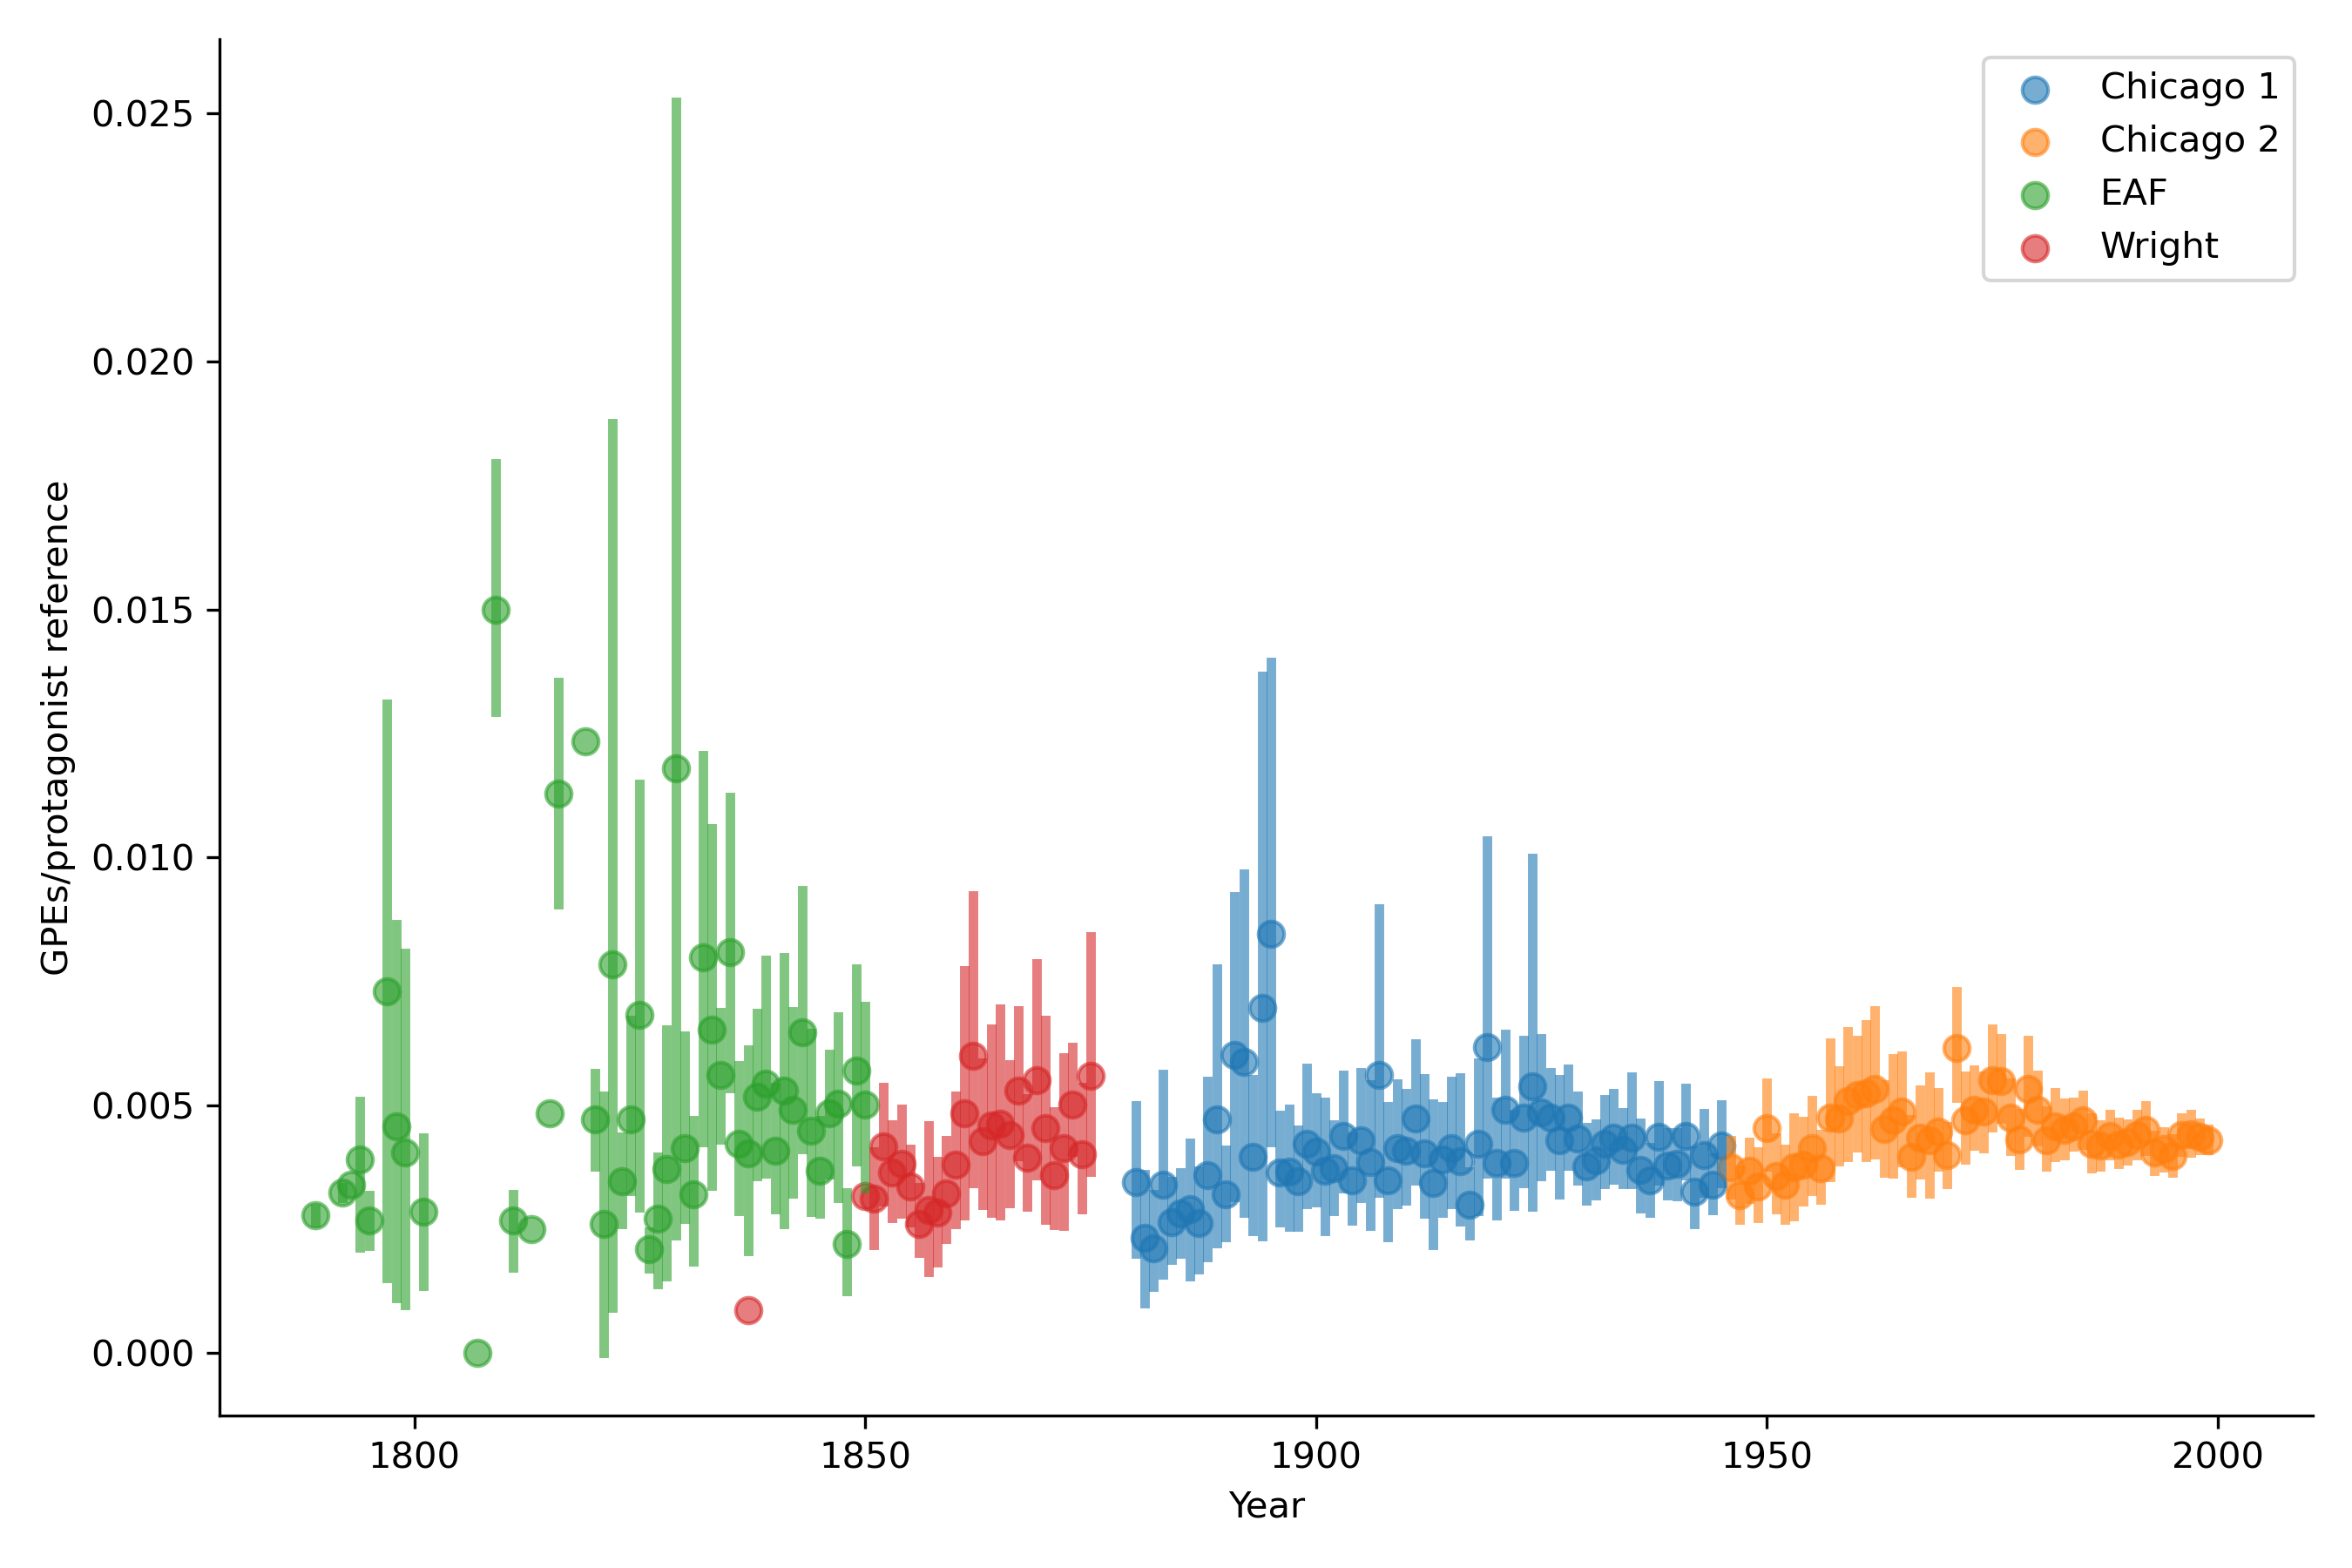 Chicago 1
Chicago 2
EAF
Wright
GPEs/protagonist reference
0.025
0.020
0.015
0.010
0.005
0.000
1800 1850 1900 1950 2000
Year